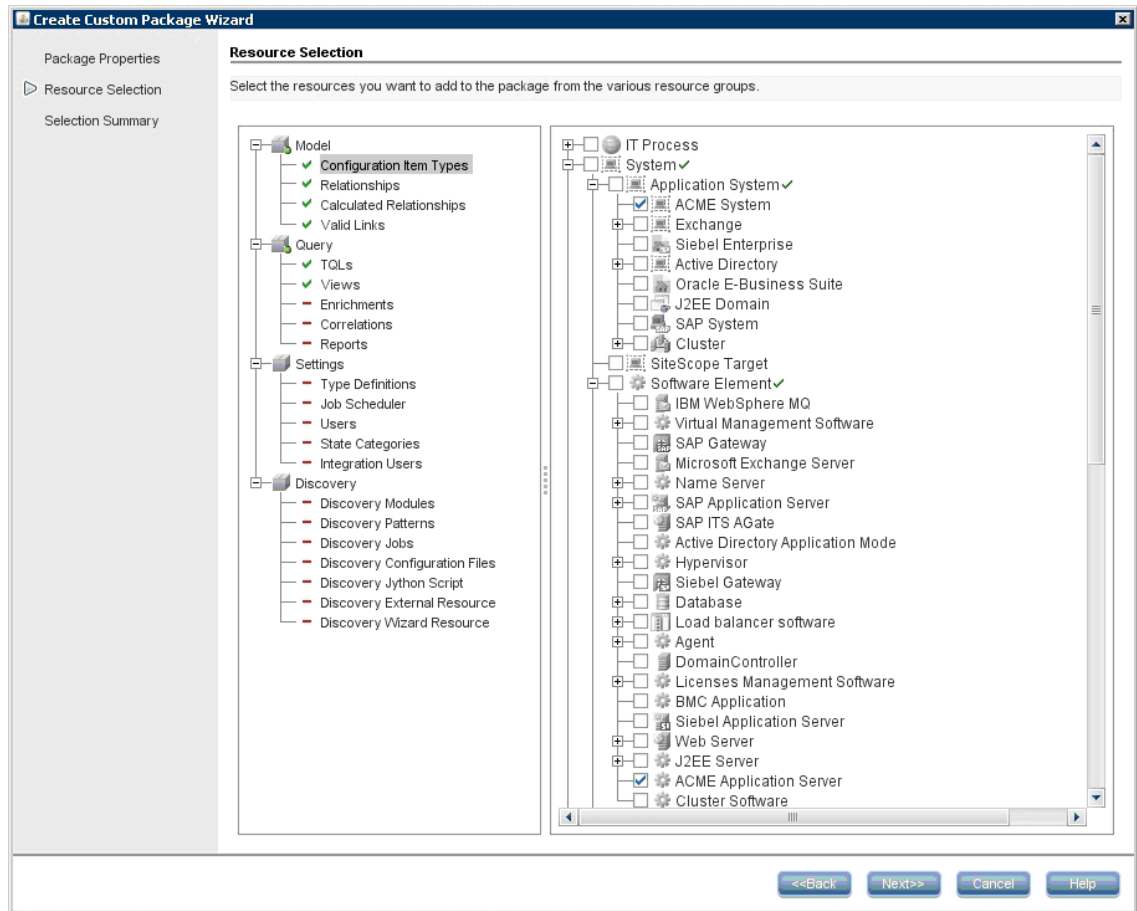 Create Custom Package Wizard
Package Properties
Resource Selection
Selection Summary
Resource Selection
Select the resources you want to add to the package from the various resource groups.
Model
Configuration Item Types
Relationships
Calculated Relationships
Valid Links
Query
TQLs
Views
Enrichments
Correlations
Reports
Settings
Type Definitions
Job Scheduler
Users
State Categories
Integration Users
Discovery
Discovery Modules
Discovery Patterns
Discovery Jobs
Discovery Configuration Files
Discovery Jython Script
Discovery External Resource
Discovery Wizard Resource
IT Process
System
Application System
ACME System
Exchange
Siebel Enterprise
Active Directory
Oracle E-Business Suite
J2EE Domain
SAP System
Cluster
SiteScope Target
Software Element
IBM WebSphere MQ
Virtual Management Software
SAP Gateway
Microsoft Exchange Server
Name Server
SAP Application Server
SAP ITS AGate
Active Directory Application Mode
Hypervisor
Siebel Gateway
Database
Load balancer software
Agent
DomainController
Licenses Management Software
BMC Application
Siebel Application Server
Web Server
J2EE Server
ACME Application Server
Cluster Software
<<Back
Next>>
Cancel
Help